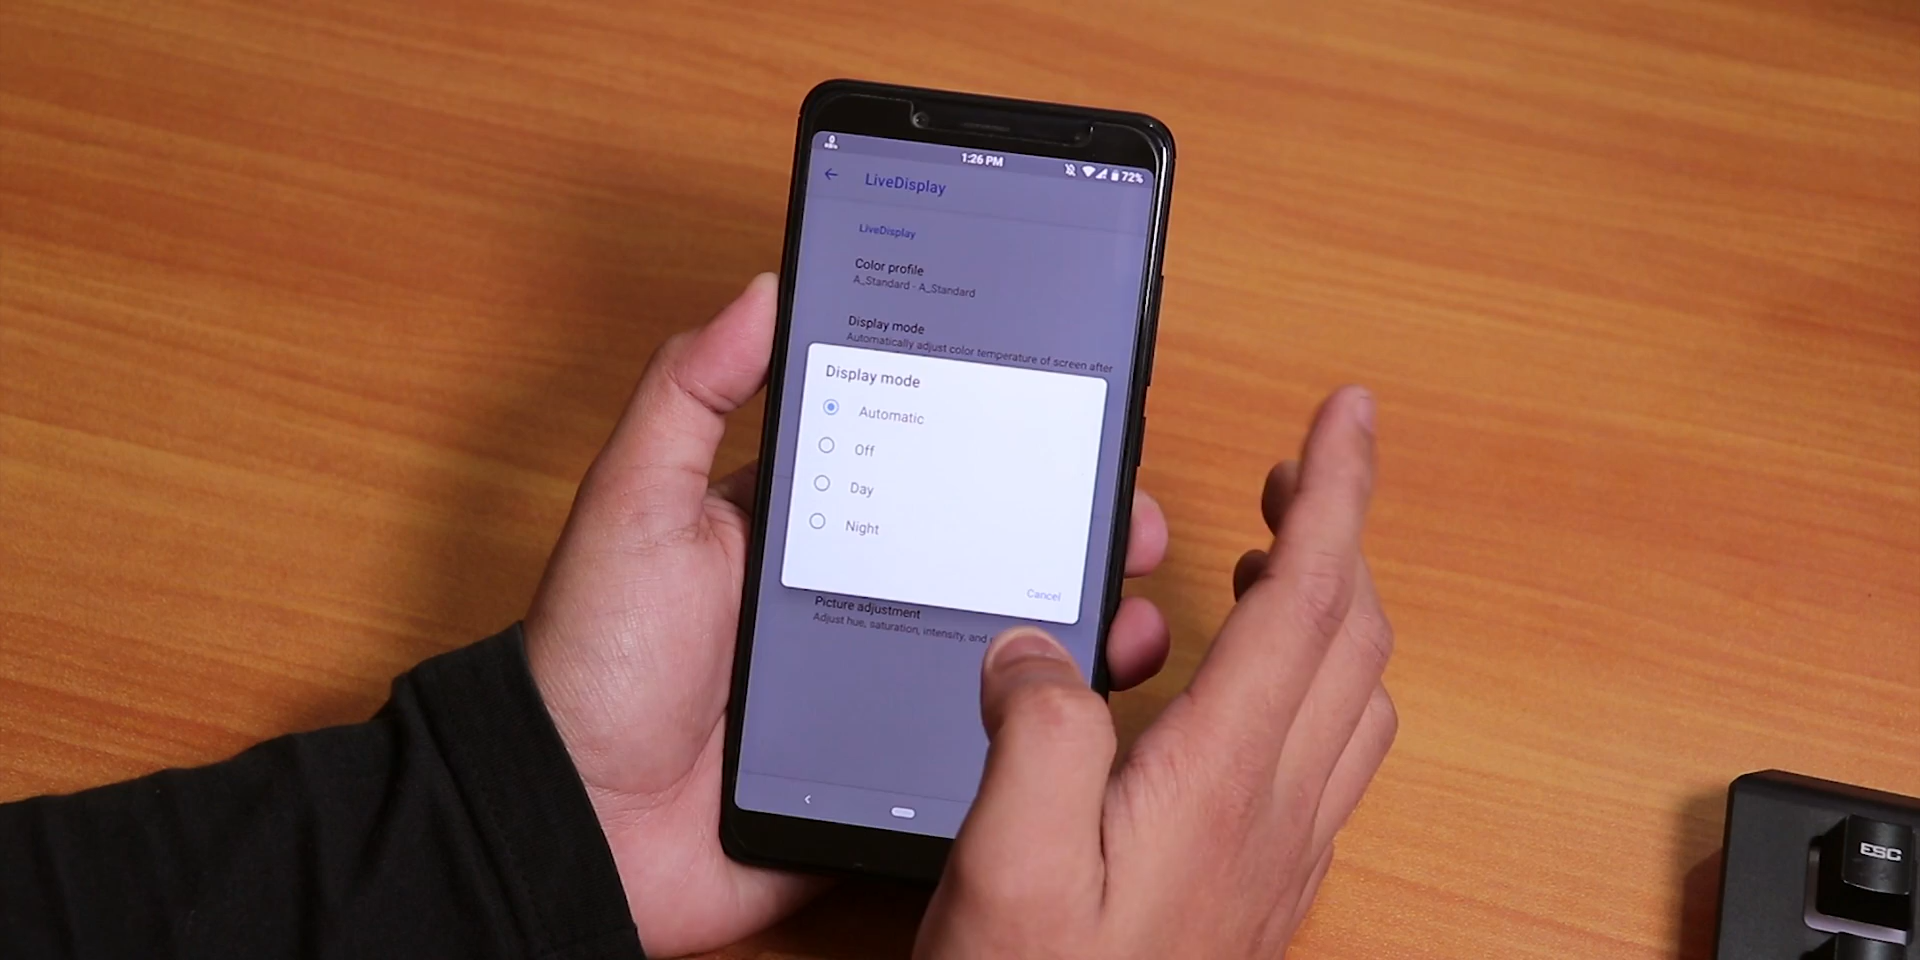 1:26 PM
72%
LiveDisplay
LiveDisplay
Color profile
A_Standard - A_Standard
Display mode
Automatically adjust color temperature of screen after
Display mode
Automatic
Off
Day
Night
Cancel
Picture adjustment
Adjust hue, saturation, intensity, and
ESC